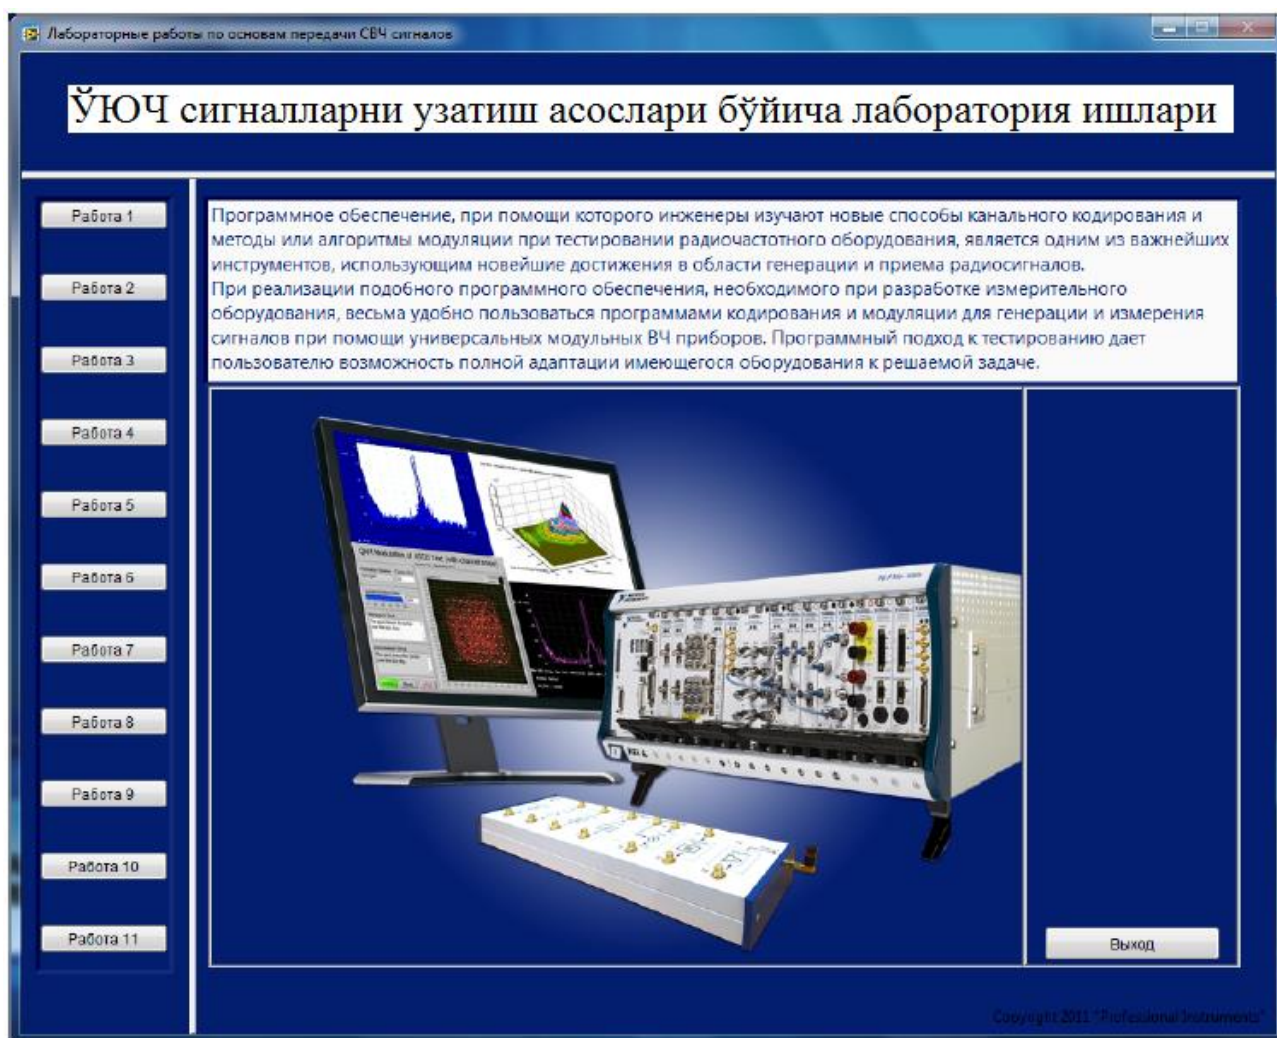 Лабораторные работы по основам передачи СВЧ сигналов
ЎЮЧ сигналларни узатиш асослари бўйича лаборатория ишлари
Работа 1
Работа 2
Работа 3
Работа 4
Работа 5
Работа 6
Работа 7
Работа 8
Работа 9
Работа 10
Работа 11
Программное обеспечение, при помощи которого инженеры изучают новые способы канального кодирования и
методы или алгоритмы модуляции при тестировании радиочастотного оборудования, является одним из важнейших
инструментов, использующим новейшие достижения в области генерации и приема радиосигналов.
При реализации подобного программного обеспечения, необходимого при разработке измерительного
оборудования, весьма удобно пользоваться программами кодирования и модуляции для генерации и измерения
сигналов при помощи универсальных модульных ВЧ приборов. Программный подход к тестированию дает
пользователю возможность полной адаптации имеющегося оборудования к решаемой задаче.
Выход
Copyright 2011 "Professional Instruments"